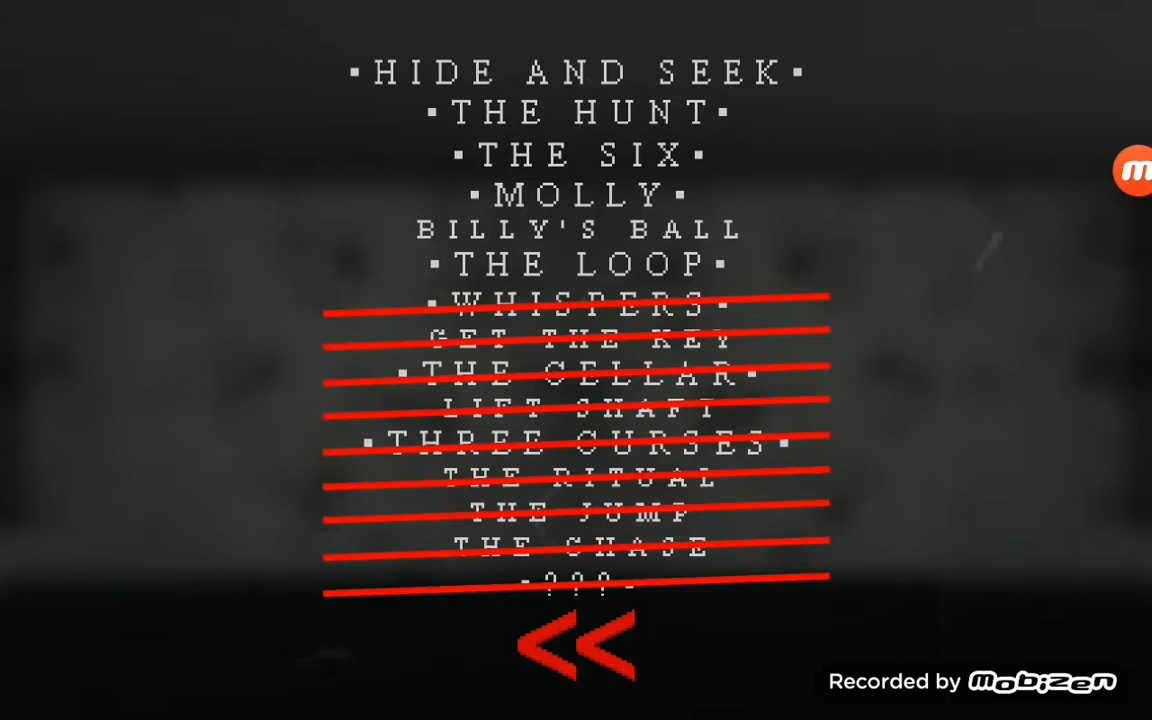 ▪HIDE AND SEEK▪
▪THE HUNT▪
▪THE SIX▪
▪MOLLY▪
BILLY'S BALL
▪THE LOOP▪
▪WHISPERS▪
GET THE KEY
▪THE CELLAR▪
LIFT SHAFT
▪THREE CURSES▪
THE RITUAL
THE JUMP
THE CHASE
-???-
<<
Recorded by mobizen